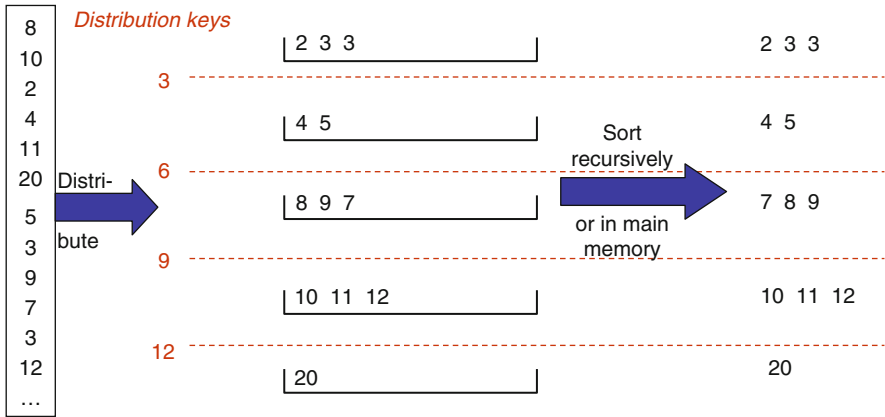 Distribution keys
8
10
2
4
11
20
5
3
9
7
3
12
…
Distri-
bute
3
6
9
12
2 3 3
4 5
8 9 7
10 11 12
20
Sort
recursively
or in main
memory
2 3 3
4 5
7 8 9
10 11 12
20